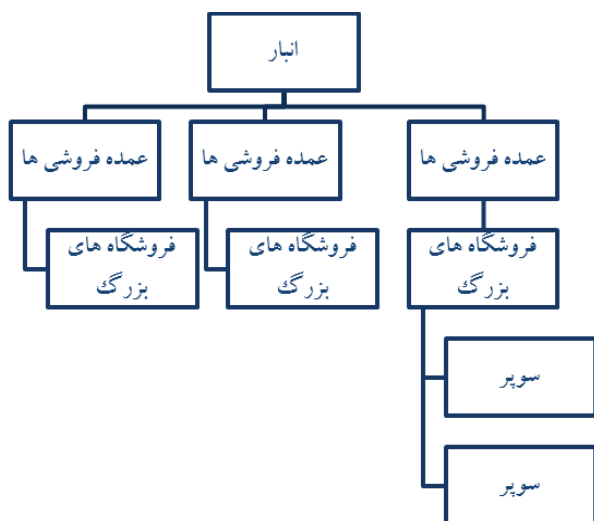 انبار
عمده فروشی ها
عمده فروشی ها
عمده فروشی ها
فروشگاه های
بزرگ
فروشگاه های
بزرگ
فروشگاه های
بزرگ
سوپر
سوپر